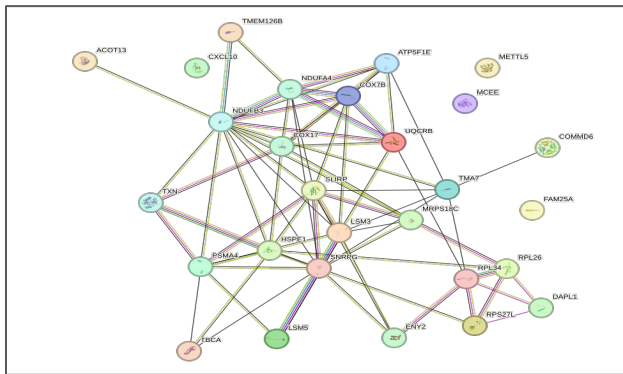 TMEM126B
ACOT13
CXCL10
ATP5F1E
METTL5
NDUFA4
COX7B
MCEE
NDUFB3
COX17
UQCRB
COMMD6
SLIRP
TMA7
TXN
MRPS18C
FAM25A
LSM3
HSPE1
PSMA4
SNRPG
RPL34
RPL26
DAPL1
LSM5
ENY2
RPS27L
TBCA